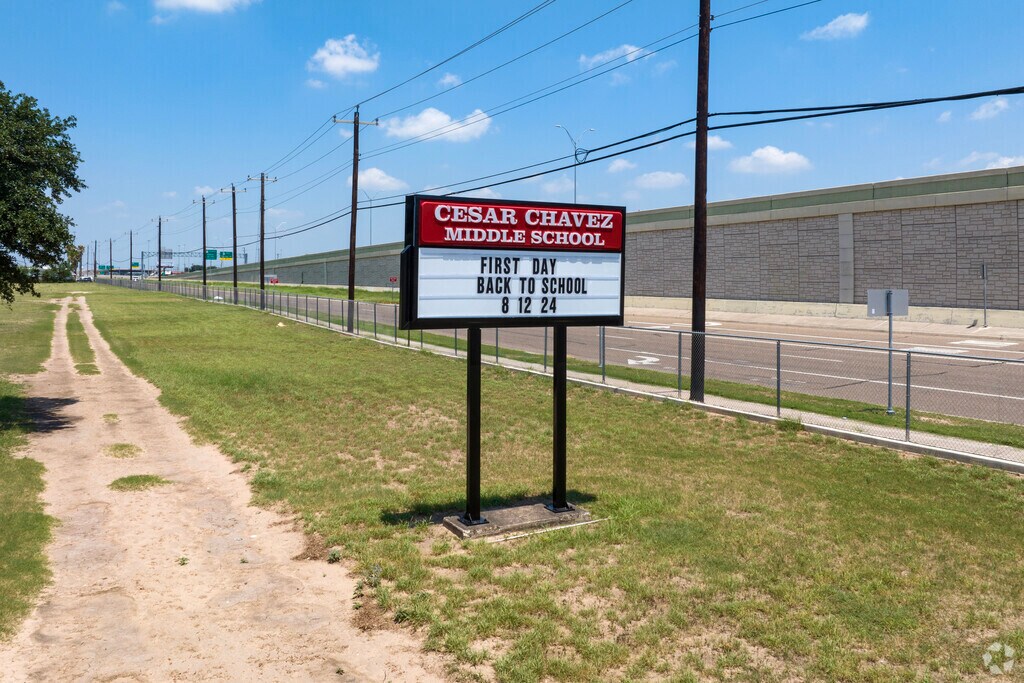 CESAR CHAVEZ
MIDDLE SCHOOL
FIRST DAY
BACK TO SCHOOL
8 12 24